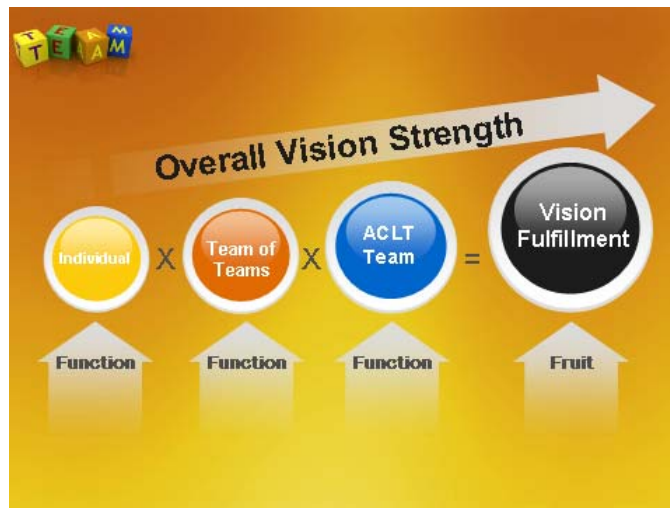 TEAM
Overall Vision Strength
Individual
X
Team of
Teams
X
ACLT
Team
=
Vision
Fulfillment
Function
Function
Function
Fruit